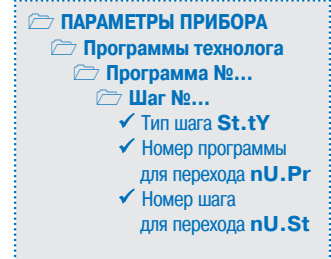 ПАРАМЕТРЫ ПРИБОРА
Программы технолога
Программа №...
Шаг №...
Тип шага St.tY
Номер программы
для перехода nU.Pr
Номер шага
для перехода nU.St